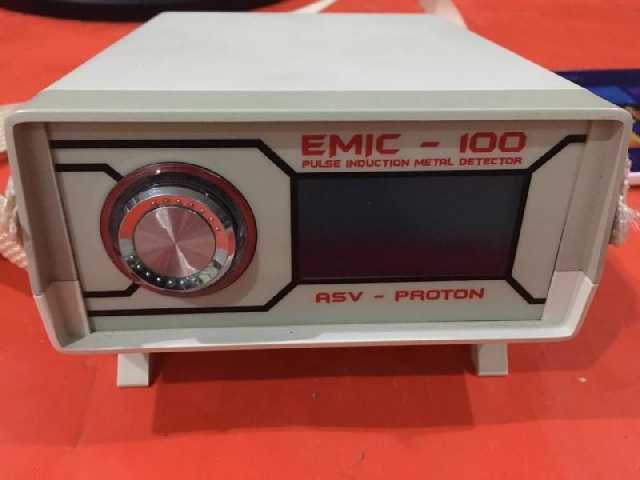 EMIC - 100
PULSE INDUCTION METAL DETECTOR
ASV - PROTON